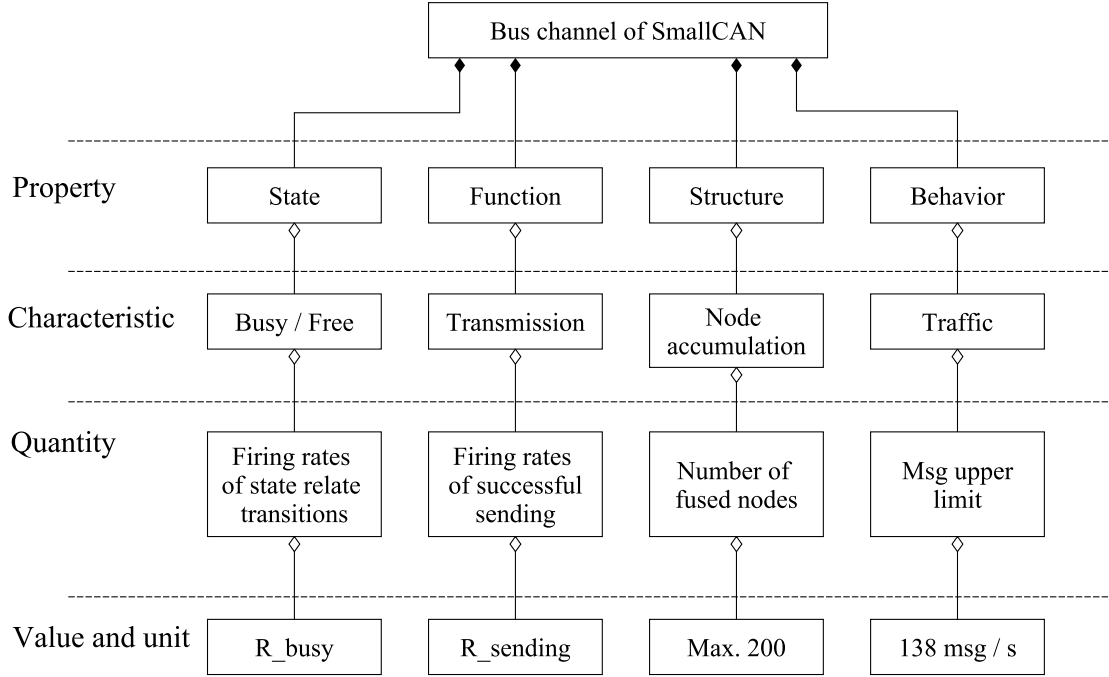 Bus channel of SmallCAN
Property
State
Function
Structure
Behavior
Characteristic
Busy / Free
Transmission
Node
accumulation
Traffic
Quantity
Firing rates
of state relate
transitions
Firing rates
of successful
sending
Number of
fused nodes
Msg upper
limit
Value and unit
R_busy
R_sending
Max. 200
138 msg / s